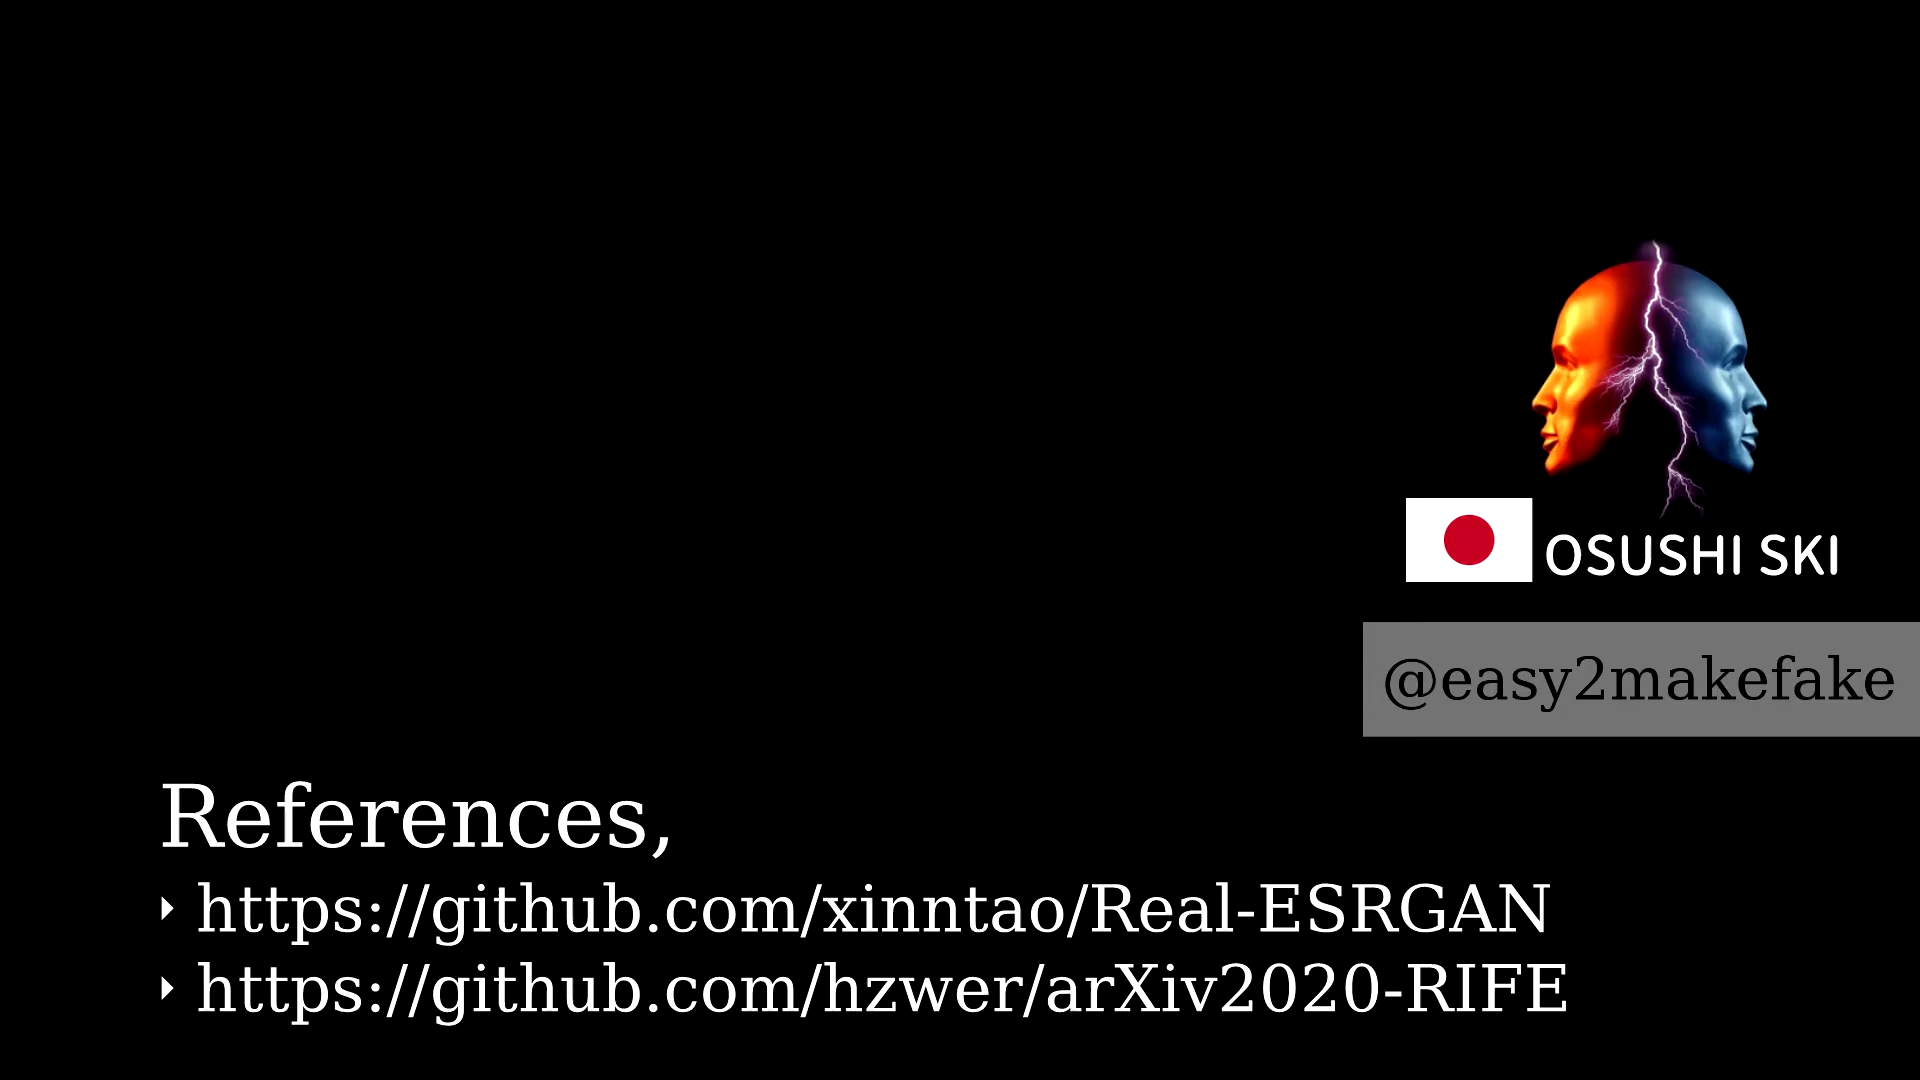 OSUSHI SKI
@easy2makefake
References,
https://github.com/xinntao/Real-ESRGAN
https://github.com/hzwer/arXiv2020-RIFE